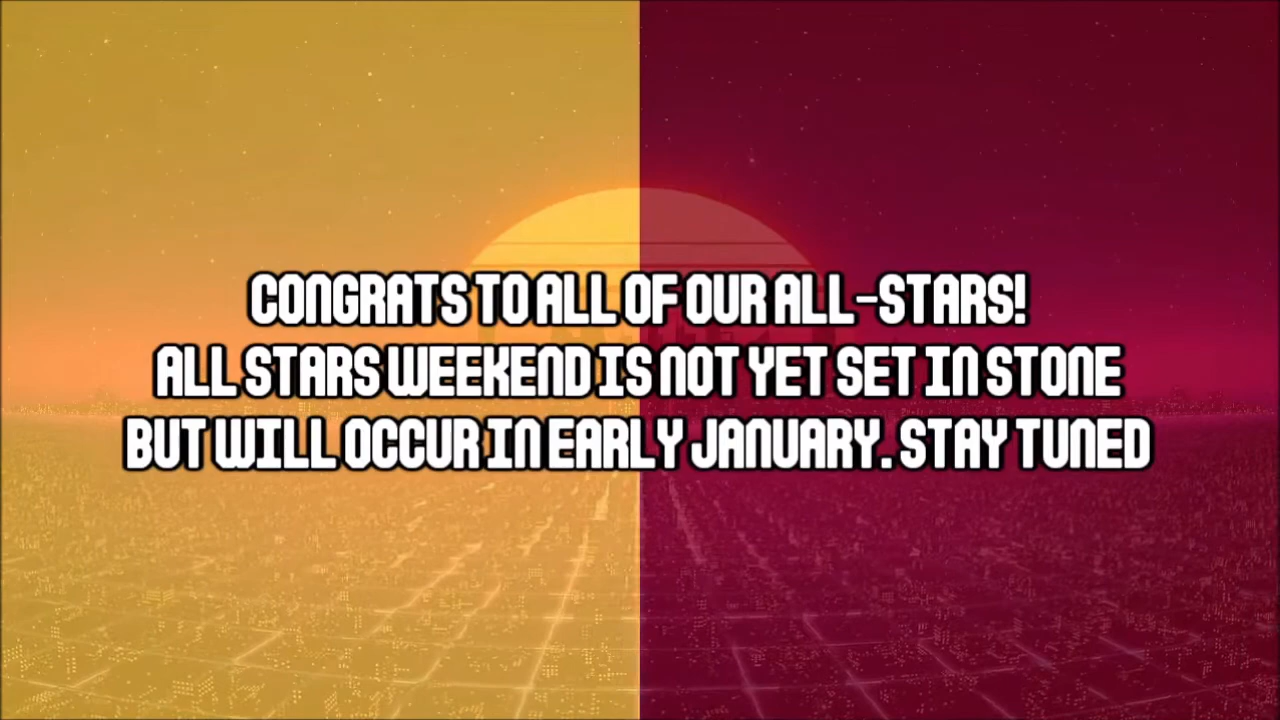 CONGRATS TO ALL OF OUR ALL-STARS!
ALL STARS WEEKEND IS NOT YET SET IN STONE
BUT WILL OCCUR IN EARLY JANUARY. STAY TUNED